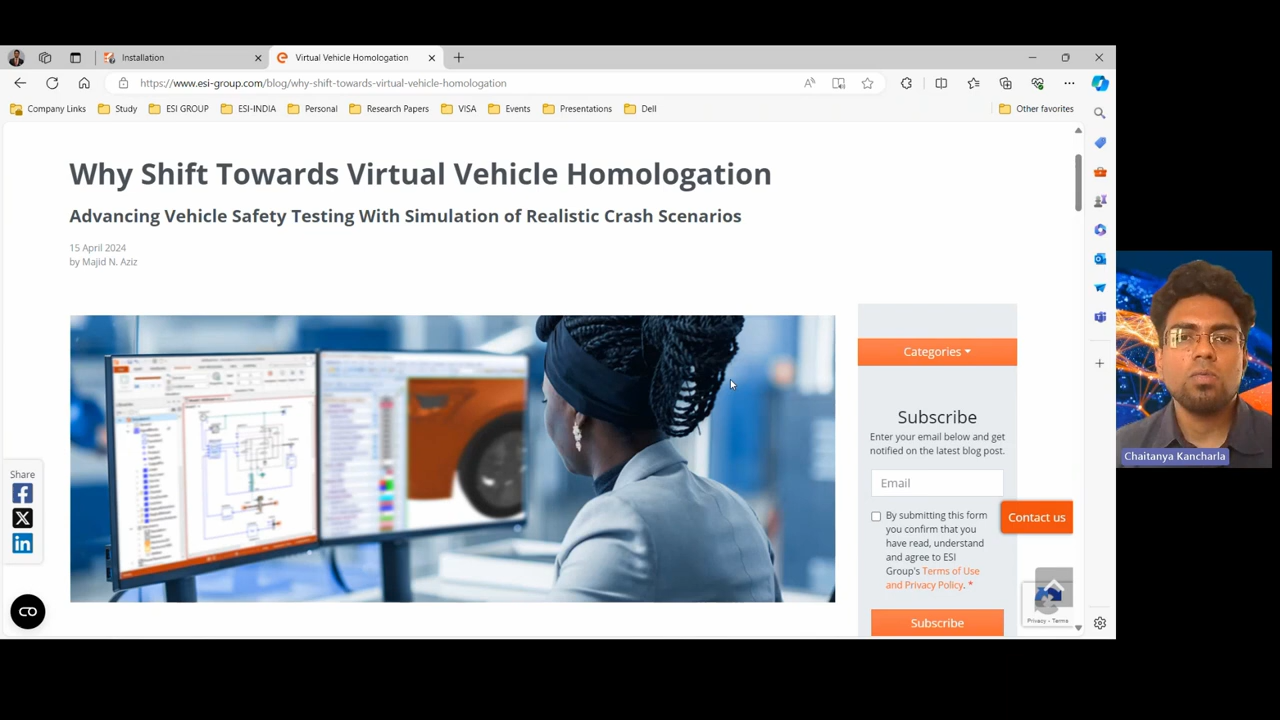 Installation
Virtual Vehicle Homologation
https://www.esi-group.com/blog/why-shift-towards-virtual-vehicle-homologation
Company Links
Study
ESI GROUP
ESI-INDIA
Personal
Research Papers
VISA
Events
Presentations
Dell
Other favorites
Why Shift Towards Virtual Vehicle Homologation
Advancing Vehicle Safety Testing With Simulation of Realistic Crash Scenarios
15 April 2024
by Majid N. Aziz
Categories
Subscribe
Enter your email below and get
notified on the latest blog post.
Email
By submitting this form
you confirm that you
have read, understand
and agree to ESI
Group's Terms of Use
and Privacy Policy. *
Subscribe
Share
Contact us
Privacy - Terms
Chaitanya Kancharla